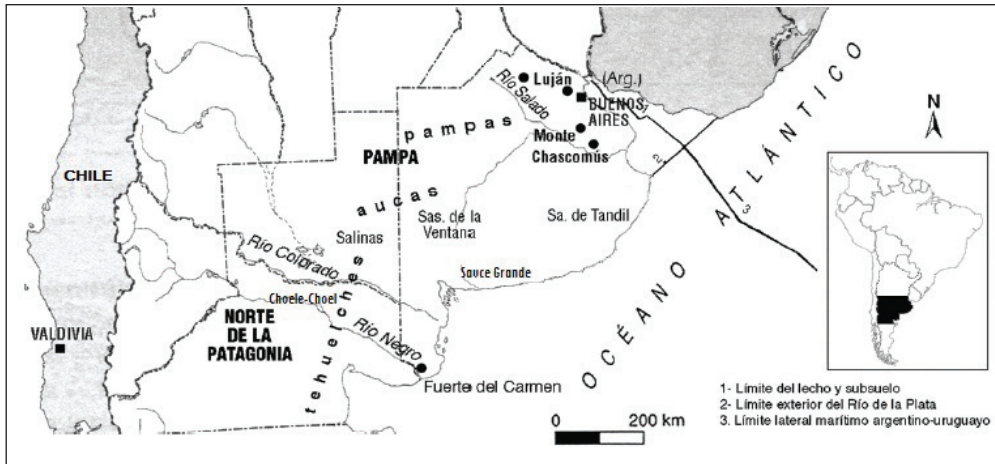 Luján
(Arg.)
Río Salado
BUENOS
AIRES
pampas
Monte
Chascomús
PAMPA
CHILE
aucas
Sas. de la
Ventana
Sa. de Tandil
Salinas
Río Colorado
Sauce Grande
Choele-Choel
NORTE
DE LA
PATAGONIA
tehuelches
Río Negro
VALDIVIA
Fuerte del Carmen
OCÉANO
ATLÁNTICO
N
2
3
0
200 km
1- Límite del lecho y subsuelo
2- Límite exterior del Río de la Plata
3. Límite lateral marítimo argentino-uruguayo